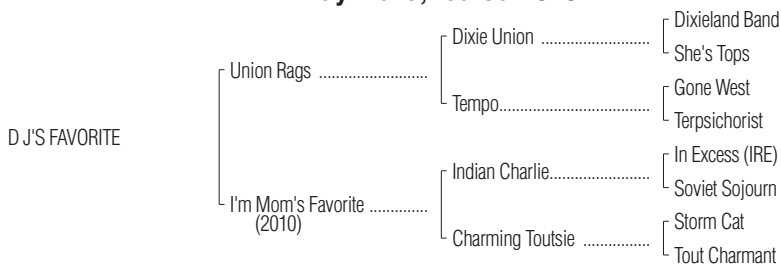 Dixieland Band
Dixie Union ..................................
She's Tops
Union Rags ..........................
Gone West
Tempo....................................
Terpsichorist
D J'S FAVORITE
In Excess (IRE)
Indian Charlie........................
Soviet Sojourn
I'm Mom's Favorite ..............
(2010)
Storm Cat
Charming Toutsie ................
Tout Charmant